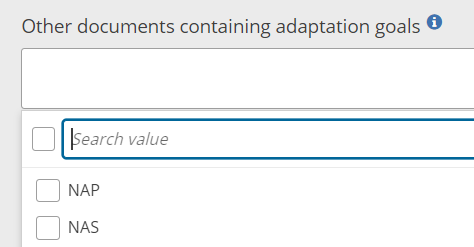 Other documents containing adaptation goals
Search value
NAP
NAS